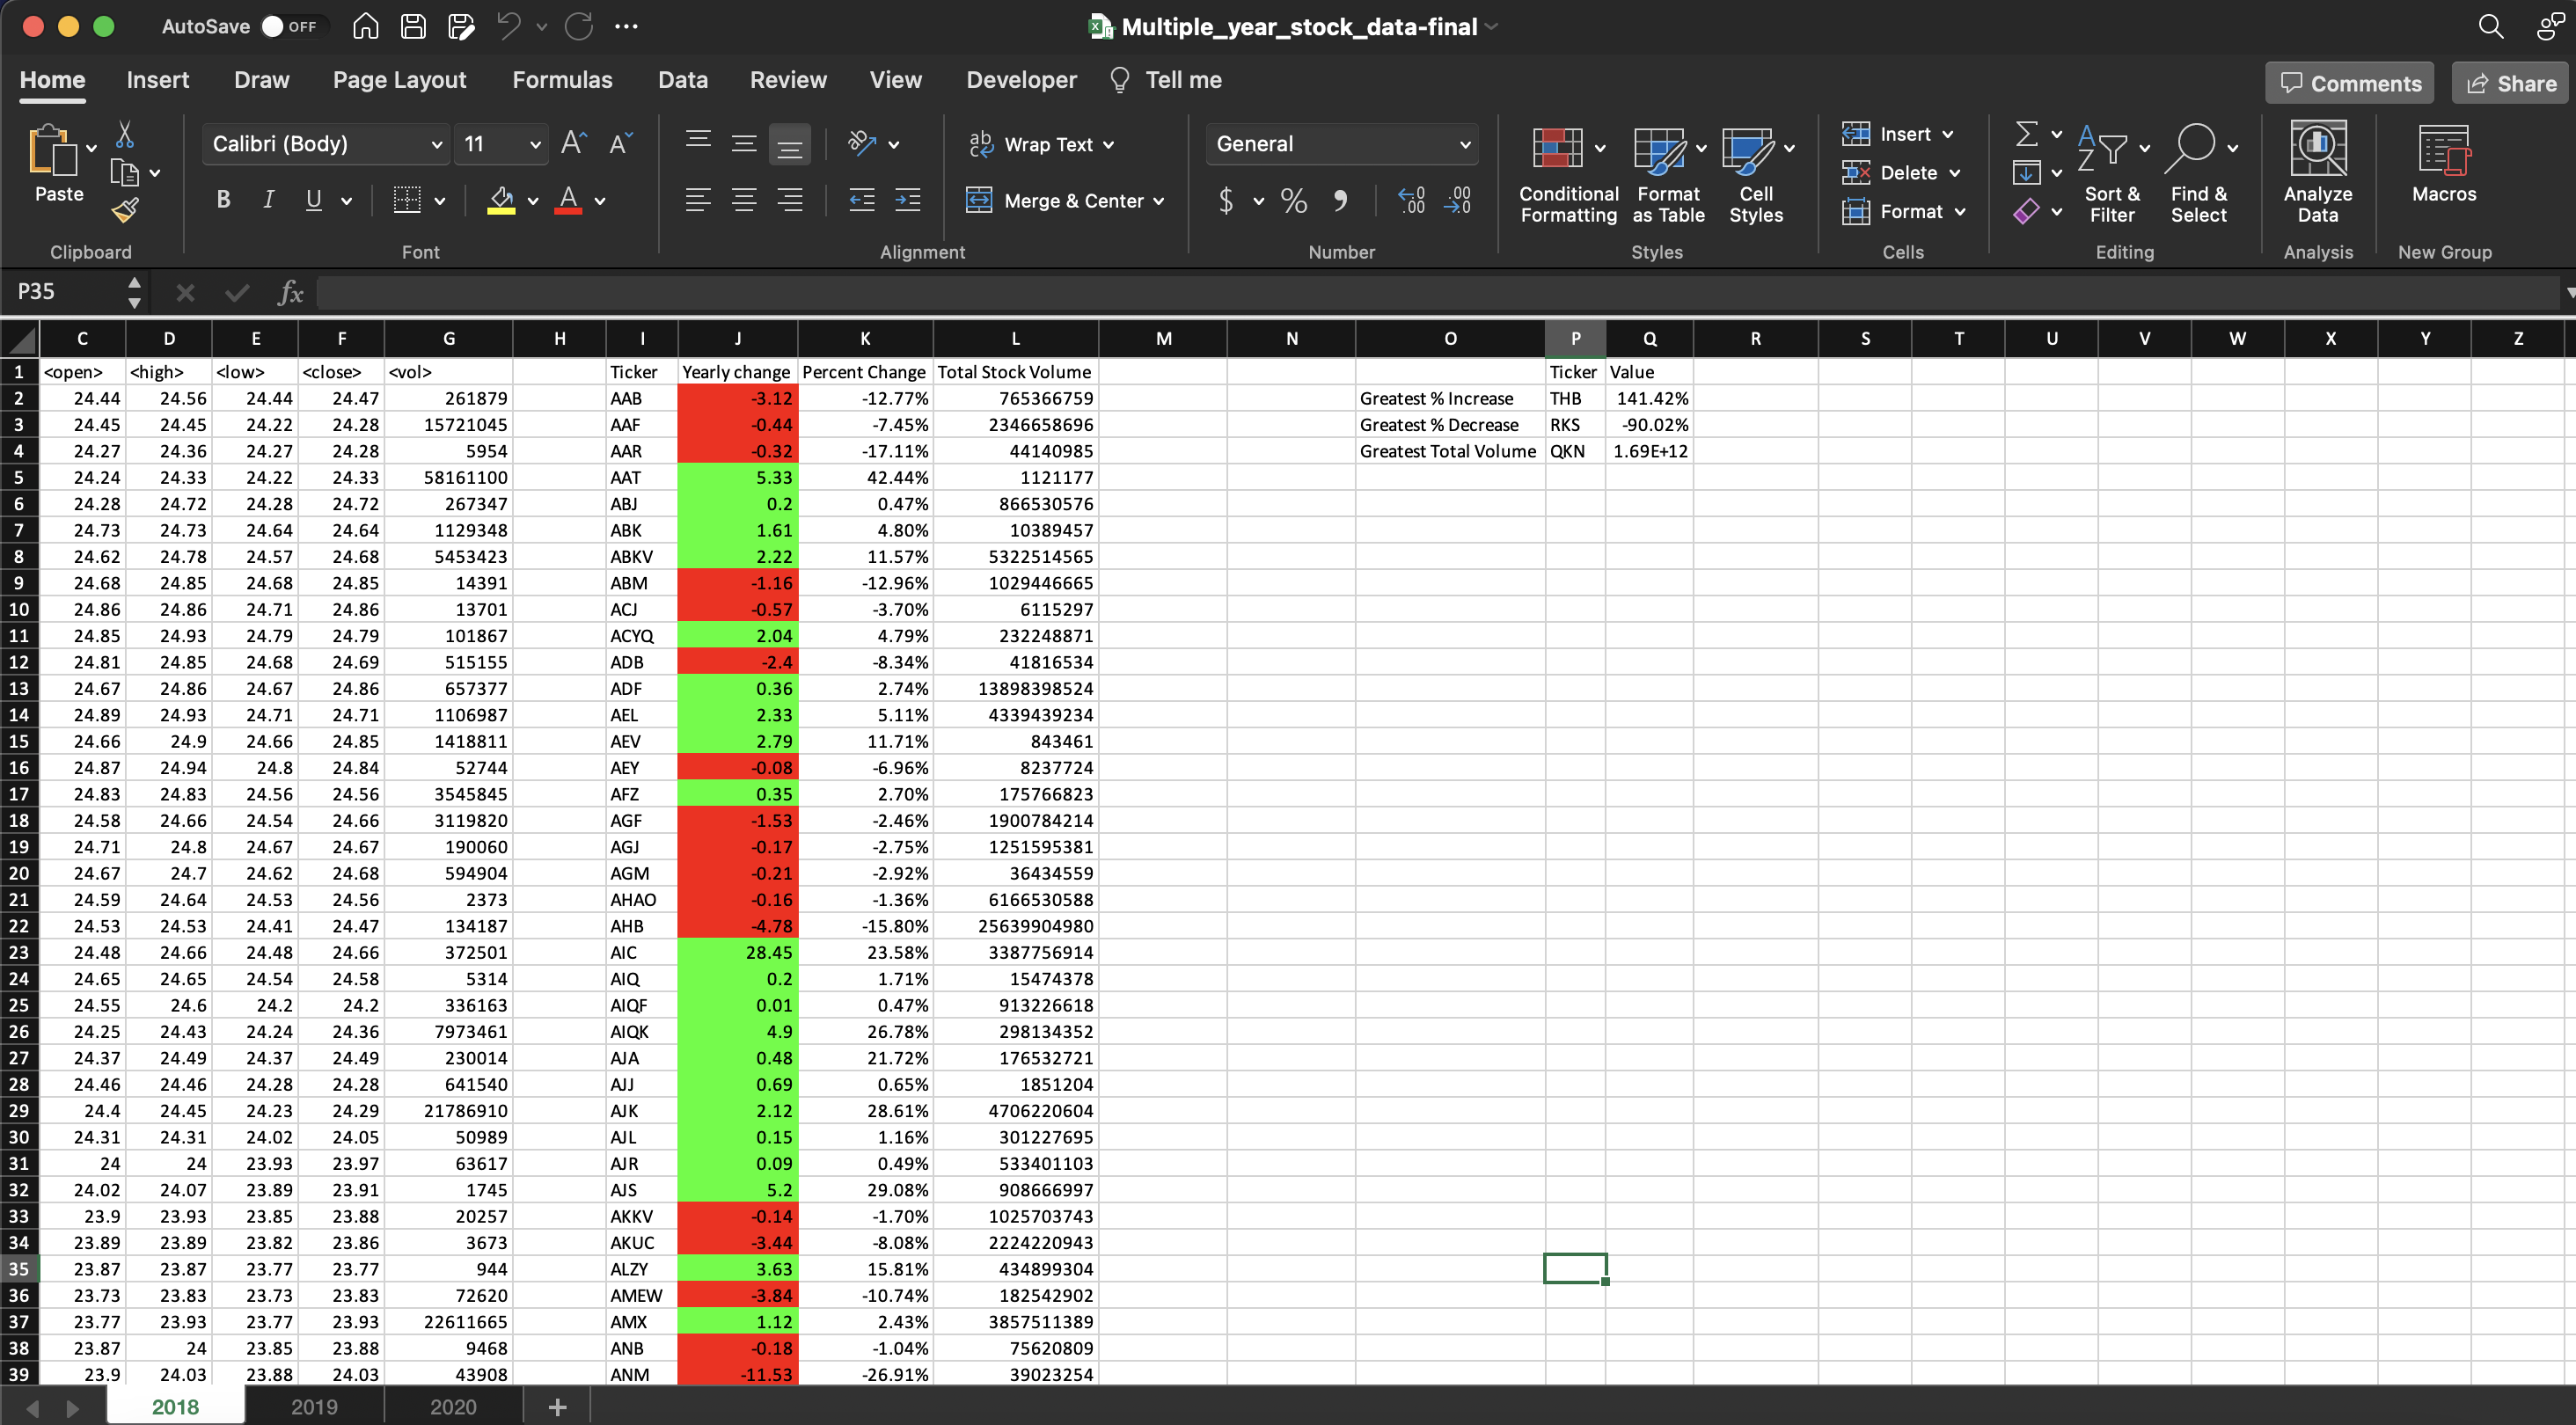 AutoSave OFF Multiple_year_stock_data-final
Home Insert Draw Page Layout Formulas Data Review View Developer Tell me Comments Share
Paste Calibri (Body) 11 Wrap Text General Conditional Formatting Format as Table Cell Styles Insert Sort & Filter Find & Select Analyze Data Macros
B I U Merge & Center $ % Delete
Format
Clipboard Font Alignment Number Styles Cells Editing Analysis New Group
P35 fx
C D E F G H I J K L M N O P Q R S T U V W X Y Z
1 <open> <high> <low> <close> <vol> Ticker Yearly change Percent Change Total Stock Volume Ticker Value
2 24.44 24.56 24.44 24.47 261879 AAB -3.12 -12.77% 765366759 Greatest % Increase THB 141.42%
3 24.45 24.45 24.22 24.28 15721045 AAF -0.44 -7.45% 2346658696 Greatest % Decrease RKS -90.02%
4 24.27 24.36 24.27 24.28 5954 AAR -0.32 -17.11% 44140985 Greatest Total Volume QKN 1.69E+12
5 24.24 24.33 24.22 24.33 58161100 AAT 5.33 42.44% 1121177
6 24.28 24.72 24.28 24.72 267347 ABJ 0.2 0.47% 866530576
7 24.73 24.73 24.64 24.64 1129348 ABK 1.61 4.80% 10389457
8 24.62 24.78 24.57 24.68 5453423 ABKV 2.22 11.57% 5322514565
9 24.68 24.85 24.68 24.85 14391 ABM -1.16 -12.96% 1029446665
10 24.86 24.86 24.71 24.86 13701 ACJ -0.57 -3.70% 6115297
11 24.85 24.93 24.79 24.79 101867 ACYQ 2.04 4.79% 232248871
12 24.81 24.85 24.68 24.69 515155 ADB -2.4 -8.34% 41816534
13 24.67 24.86 24.67 24.86 657377 ADF 0.36 2.74% 13898398524
14 24.89 24.93 24.71 24.71 1106987 AEL 2.33 5.11% 4339439234
15 24.66 24.9 24.66 24.85 1418811 AEV 2.79 11.71% 843461
16 24.87 24.94 24.8 24.84 52744 AEY -0.08 -6.96% 8237724
17 24.83 24.83 24.56 24.56 3545845 AFZ 0.35 2.70% 175766823
18 24.58 24.66 24.54 24.66 3119820 AGF -1.53 -2.46% 1900784214
19 24.71 24.8 24.67 24.67 190060 AGJ -0.17 -2.75% 1251595381
20 24.67 24.7 24.62 24.68 594904 AGM -0.21 -2.92% 36434559
21 24.59 24.64 24.53 24.56 2373 AHAO -0.16 -1.36% 6166530588
22 24.53 24.53 24.41 24.47 134187 AHB -4.78 -15.80% 25639904980
23 24.48 24.66 24.48 24.66 372501 AIC 28.45 23.58% 3387756914
24 24.65 24.65 24.54 24.58 5314 AIQ 0.2 1.71% 15474378
25 24.55 24.6 24.2 24.2 336163 AIQF 0.01 0.47% 913226618
26 24.25 24.43 24.24 24.36 7973461 AIQK 4.9 26.78% 298134352
27 24.37 24.49 24.37 24.49 230014 AJA 0.48 21.72% 176532721
28 24.46 24.46 24.28 24.28 641540 AJJ 0.69 0.65% 1851204
29 24.4 24.45 24.23 24.29 21786910 AJK 2.12 28.61% 4706220604
30 24.31 24.31 24.02 24.05 50989 AJL 0.15 1.16% 301227695
31 24 24 23.93 23.97 63617 AJR 0.09 0.49% 533401103
32 24.02 24.07 23.89 23.91 1745 AJS 5.2 29.08% 908666997
33 23.9 23.93 23.85 23.88 20257 AKKV -0.14 -1.70% 1025703743
34 23.89 23.89 23.82 23.86 3673 AKUC -3.44 -8.08% 2224220943
35 23.87 23.87 23.77 23.77 944 ALZY 3.63 15.81% 434899304
36 23.73 23.83 23.73 23.83 72620 AMEW -3.84 -10.74% 182542902
37 23.77 23.93 23.77 23.93 22611665 AMX 1.12 2.43% 3857511389
38 23.87 24 23.85 23.88 9468 ANB -0.18 -1.04% 75620809
39 23.9 24.03 23.88 24.03 43908 ANM -11.53 -26.91% 39023254
2018 2019 2020 +